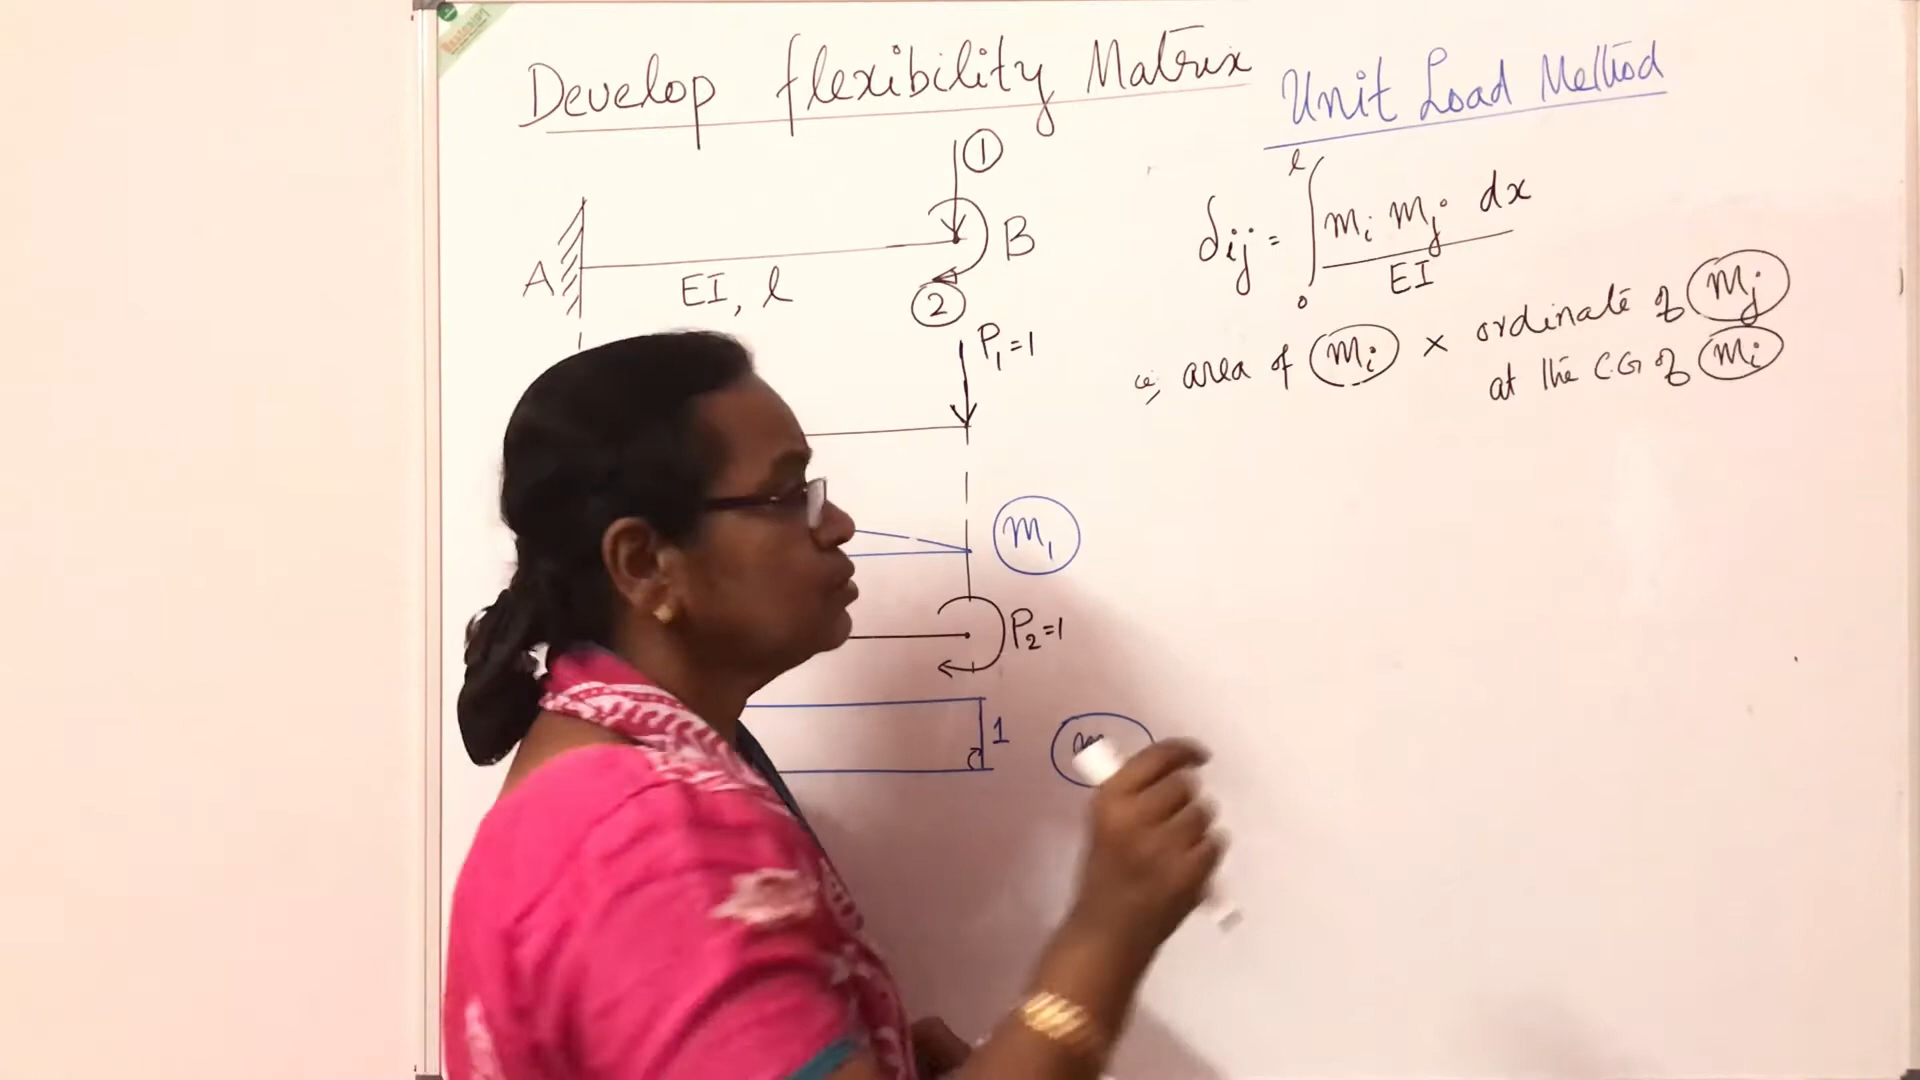 Develop flexibility Matrix
Unit Load Method
①
A
B
EI, l
②
δij = ∫₀ˡ mi mj dx / EI
ie, area of mi × ordinate of mj
at the CG of mi
P₁=1
m₁
P₂=1
1